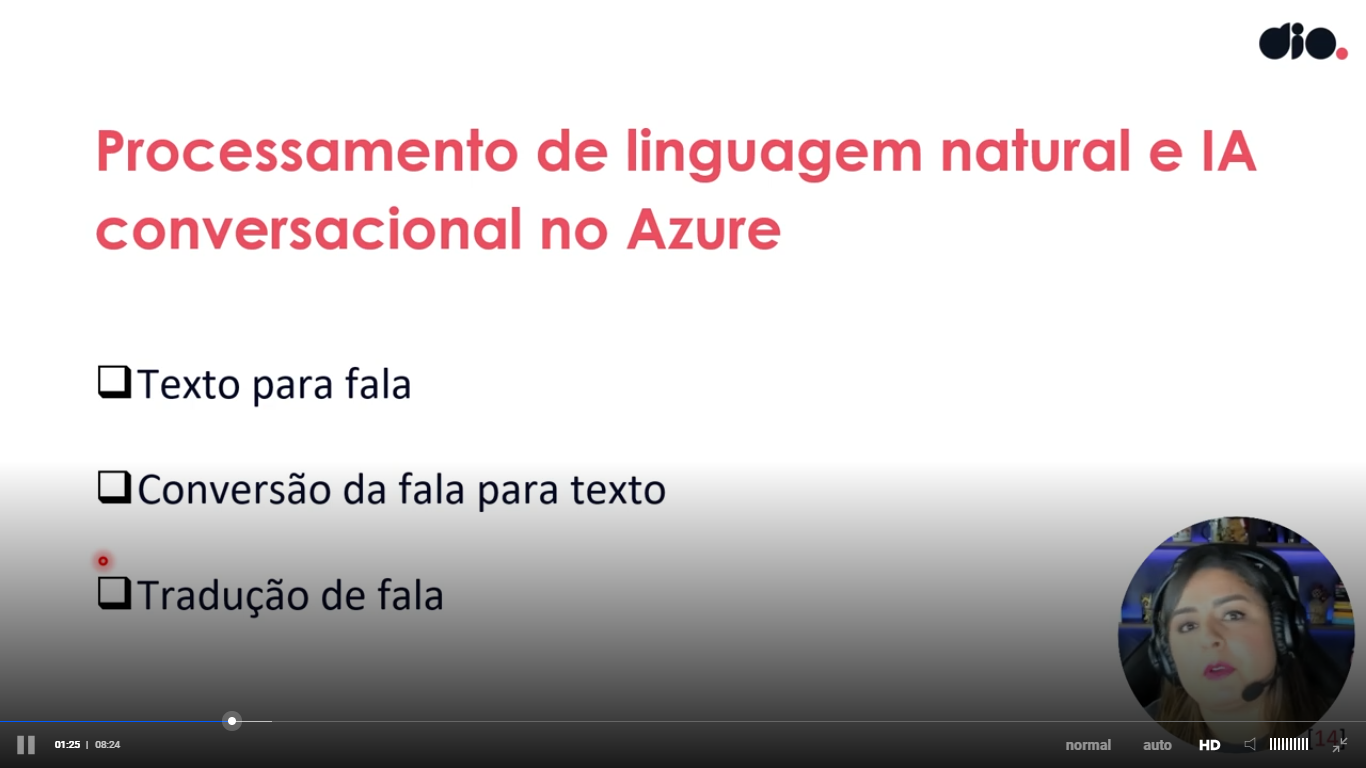 dio.
Processamento de linguagem natural e IA
conversacional no Azure
Texto para fala
Conversão da fala para texto
Tradução de fala
01:25 | 08:24
normal auto HD
[14]